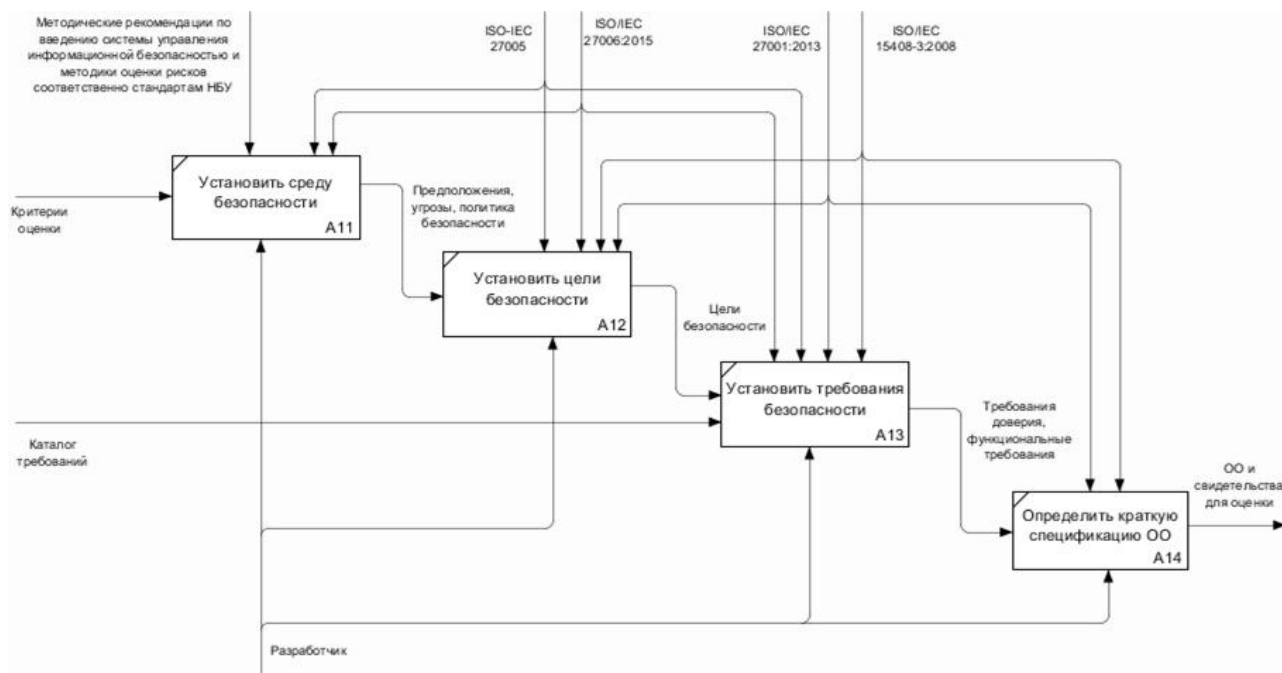 Методические рекомендации по
введению системы управления
информационной безопасностью и
методики оценки рисков
соответственно стандартам НБУ
ISO-IEC
27005
ISO/IEC
27006:2015
ISO/IEC
27001:2013
ISO/IEC
15408-3:2008
Установить среду
безопасности
A11
Критерии
оценки
Предположения,
угрозы, политика
безопасности
Установить цели
безопасности
A12
Цели
безопасности
Установить требования
безопасности
A13
Каталог
требований
Требования
доверия,
функциональные
требования
ОО и
свидетельства
для оценки
Определить краткую
спецификацию ОО
A14
Разработчик